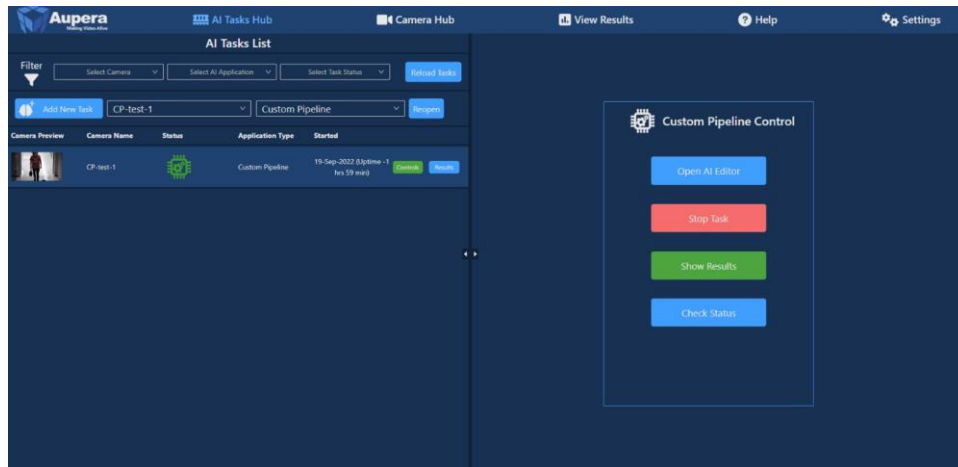 Aupera
Making Video Alive
AI Tasks Hub
Camera Hub
View Results
Help
Settings
AI Tasks List
Filter
Select Camera
Select AI Application
Select Task Status
Reload Tasks
Add New Task
CP-test-1
Custom Pipeline
Reopen
Camera Preview
Camera Name
Status
Application Type
Started
CP-test-1
Custom Pipeline
19-Sep-2022 (Uptime -1
hrs 59 min)
Controls
Results
Custom Pipeline Control
Open AI Editor
Stop Task
Show Results
Check Status